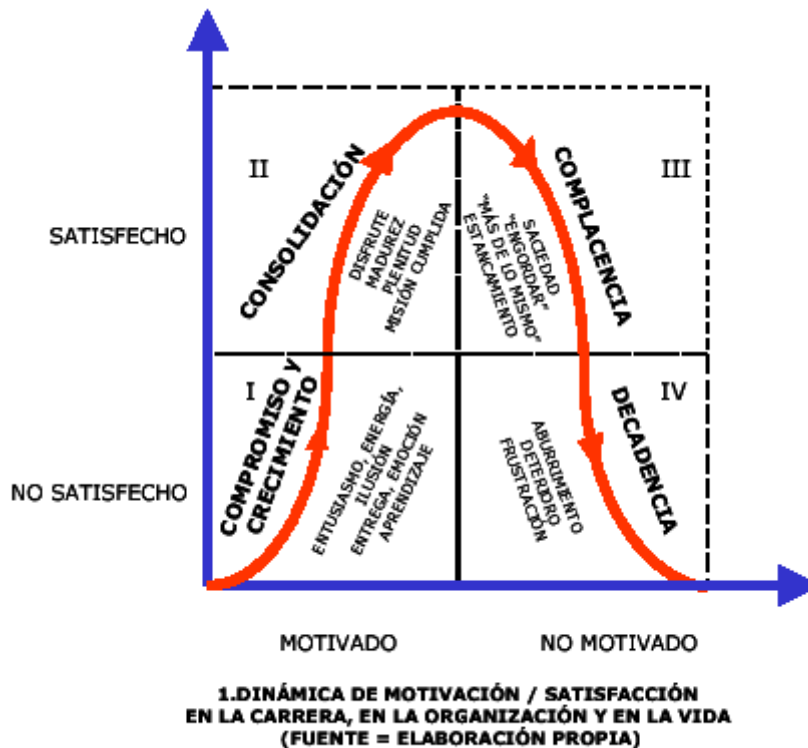 II
CONSOLIDACIÓN
DISFRUTE
MADUREZ
PLENITUD
MISIÓN CUMPLIDA
III
COMPLACENCIA
SACIEDAD
"ENGORDAR"
"MÁS DE LO MISMO"
ESTANCAMIENTO
SATISFECHO
I
COMPROMISO y
CRECIMIENTO
ENTUSIASMO, ENERGÍA,
ILUSIÓN
ENTREGA, EMOCIÓN
APRENDIZAJE
IV
DECADENCIA
ABURRIMIENTO
DETERIORO
FRUSTRACIÓN
NO SATISFECHO
MOTIVADO
NO MOTIVADO
1.DINÁMICA DE MOTIVACIÓN / SATISFACCIÓN
EN LA CARRERA, EN LA ORGANIZACIÓN Y EN LA VIDA
(FUENTE = ELABORACIÓN PROPIA)